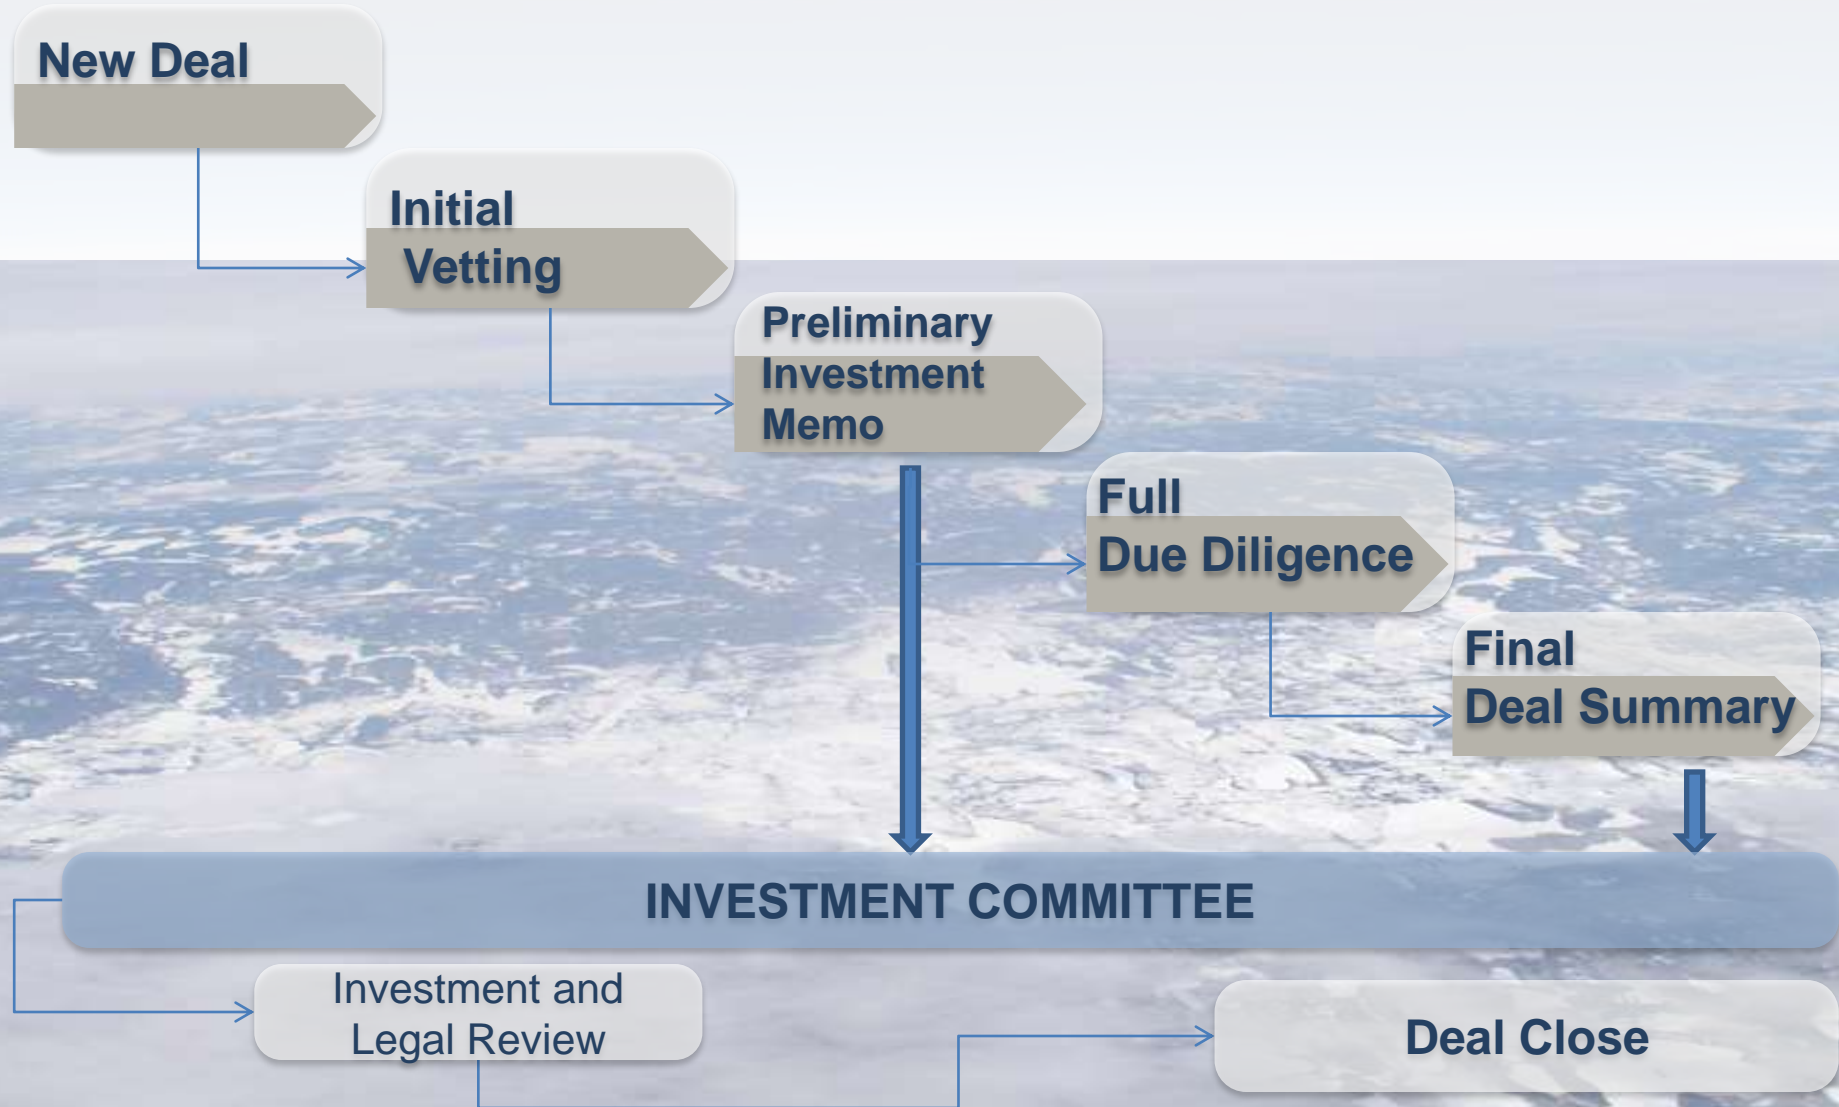 New Deal
Initial
Vetting
Preliminary
Investment
Memo
Full
Due Diligence
Final
Deal Summary
INVESTMENT COMMITTEE
Investment and
Legal Review
Deal Close